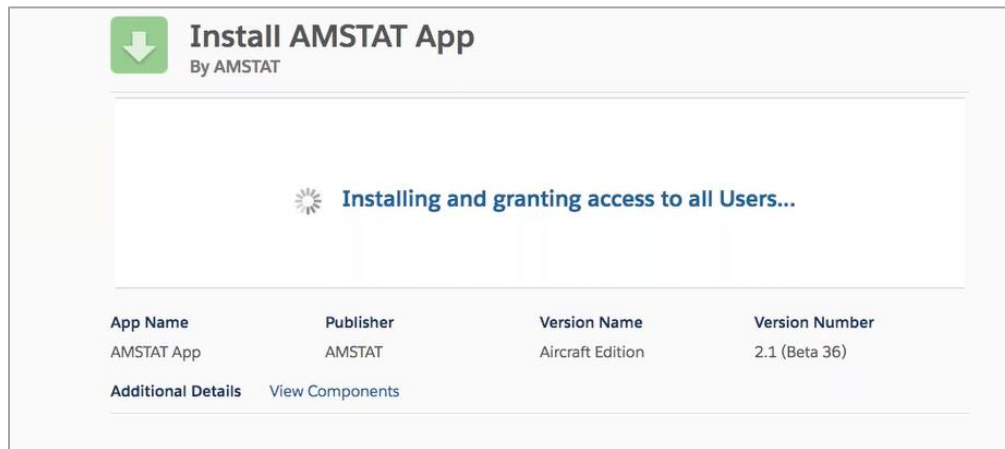 Install AMSTAT App
By AMSTAT
Installing and granting access to all Users...
App Name Publisher Version Name Version Number
AMSTAT App AMSTAT Aircraft Edition 2.1 (Beta 36)
Additional Details View Components